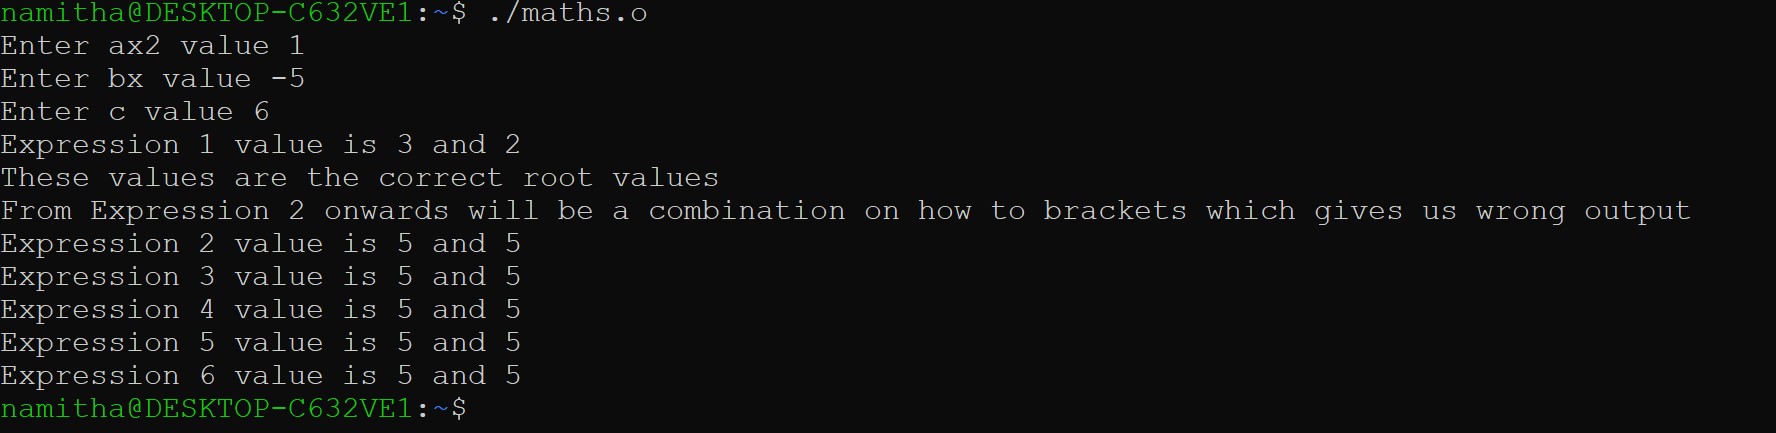 namitha@DESKTOP-C632VE1:~$ ./maths.o
Enter ax2 value 1
Enter bx value -5
Enter c value 6
Expression 1 value is 3 and 2
These values are the correct root values
From Expression 2 onwards will be a combination on how to brackets which gives us wrong output
Expression 2 value is 5 and 5
Expression 3 value is 5 and 5
Expression 4 value is 5 and 5
Expression 5 value is 5 and 5
Expression 6 value is 5 and 5
namitha@DESKTOP-C632VE1:~$